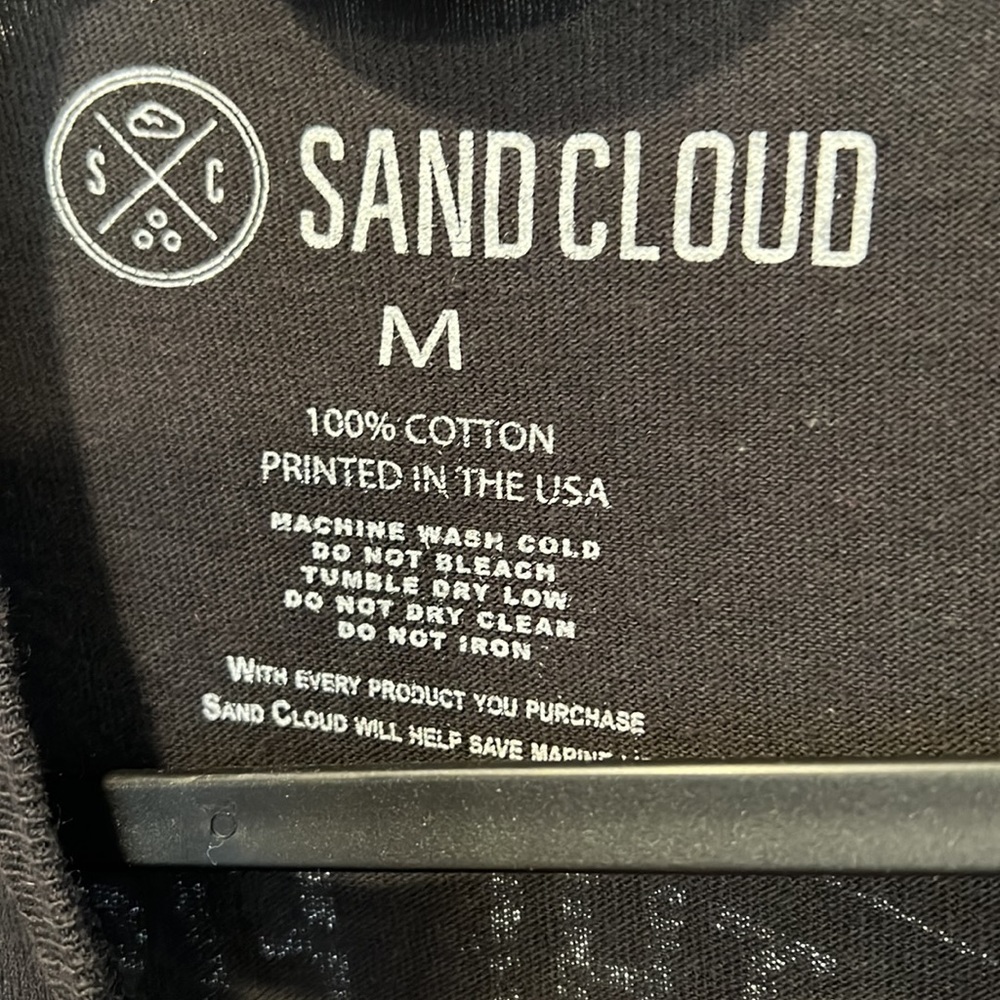 S C
SAND CLOUD
M
100% COTTON
PRINTED IN THE USA
MACHINE WASH COLD
DO NOT BLEACH
TUMBLE DRY LOW
DO NOT DRY CLEAN
DO NOT IRON
WITH EVERY PRODUCT YOU PURCHASE
SAND CLOUD WILL HELP SAVE MARINE